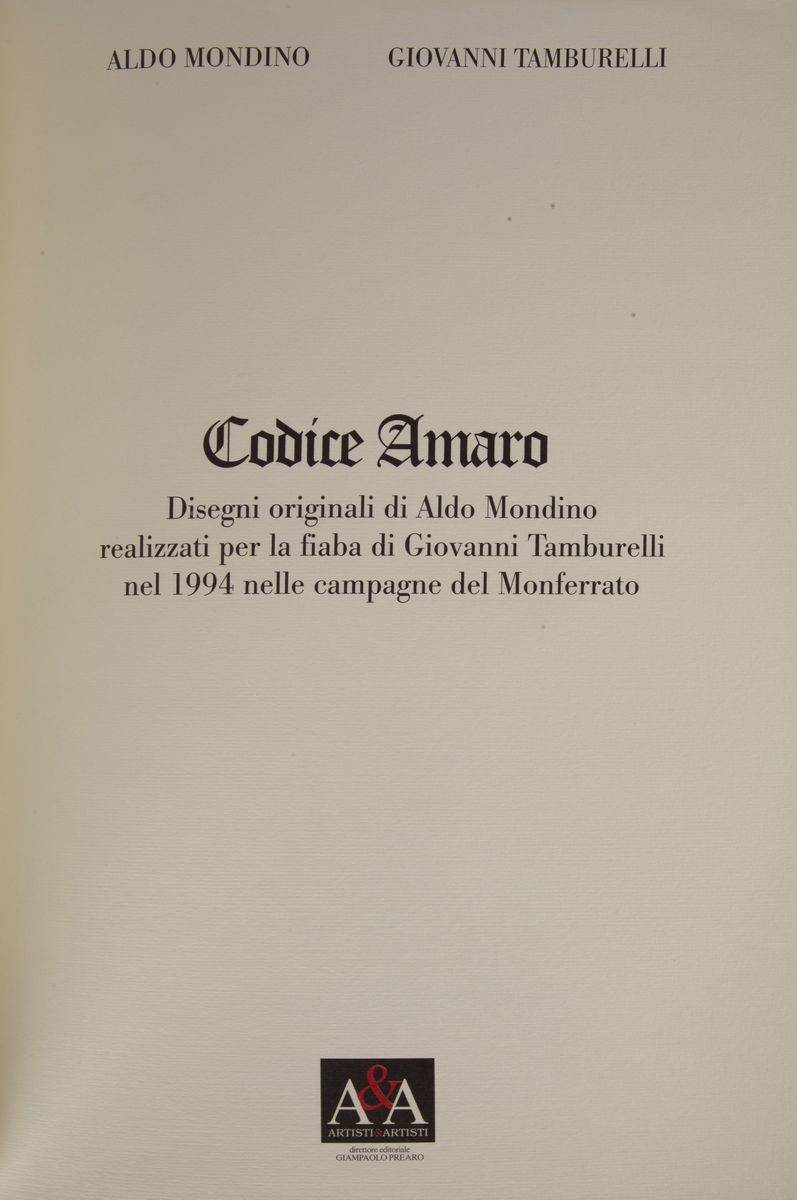 ALDO MONDINO GIOVANNI TAMBURELLI
Codice Amaro
Disegni originali di Aldo Mondino
realizzati per la fiaba di Giovanni Tamburelli
nel 1994 nelle campagne del Monferrato
A&A
ARTISTI&ARTISTI
direttore editoriale
GIAMPAOLO PREARO